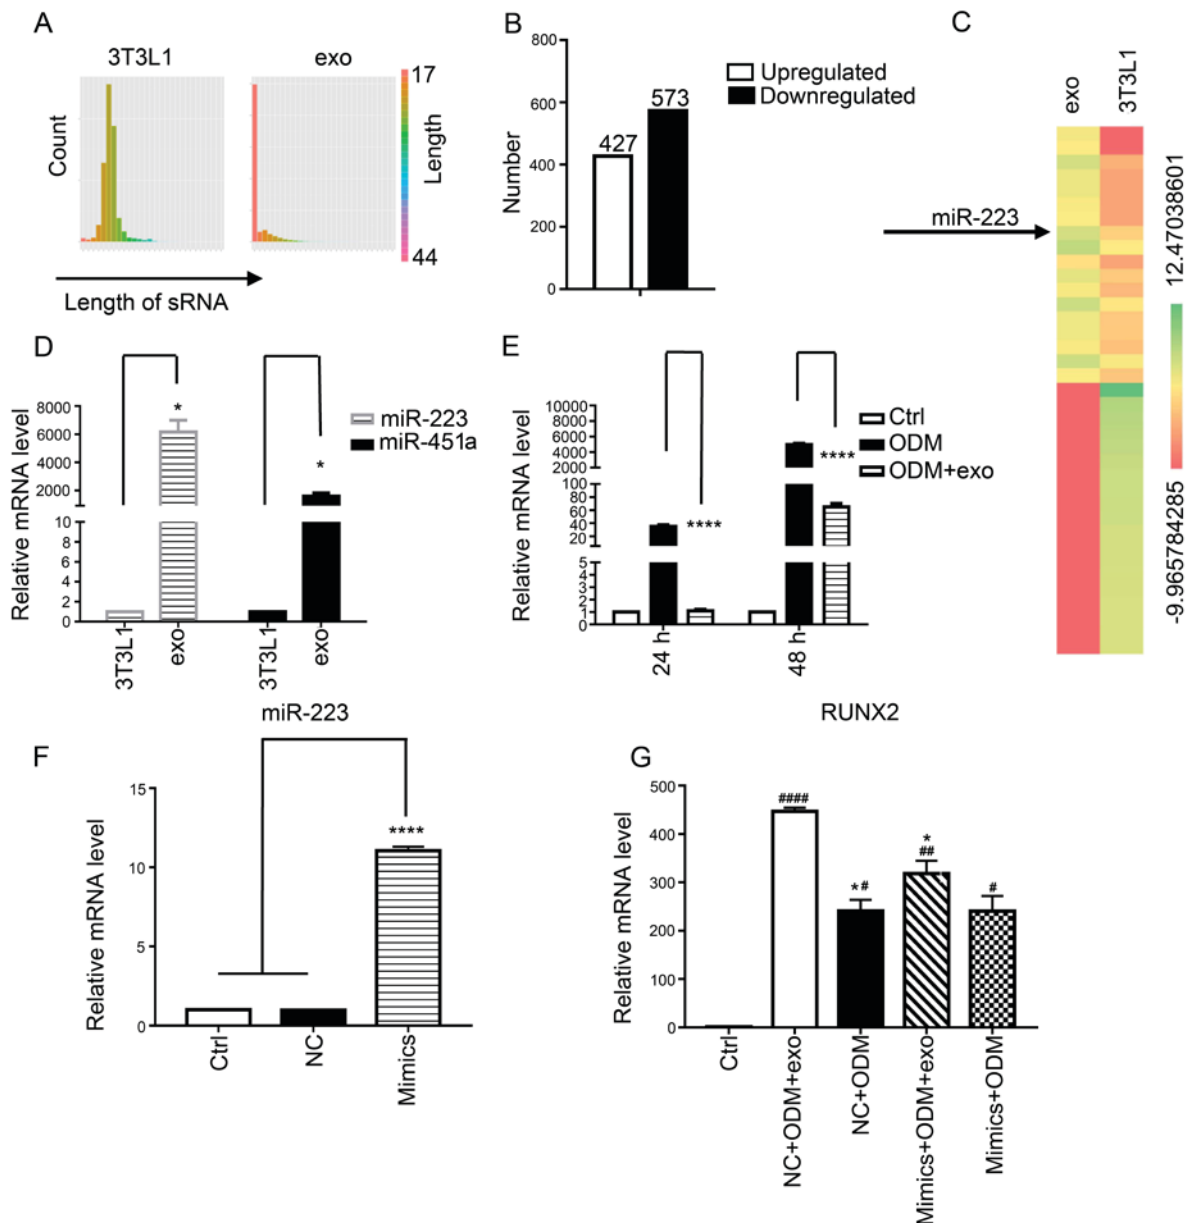 A
3T3L1
exo
Count
17
Length
44
Length of sRNA
B
800
600
400
200
0
Number
427
573
Upregulated
Downregulated
C
exo
3T3L1
miR-223
12.47038601
-9.965784285
D
Relative mRNA level
8000
6000
4000
2000
10
8
6
4
2
0
*
*
miR-223
miR-451a
3T3L1
exo
3T3L1
exo
E
Relative mRNA level
10000
8000
6000
4000
2000
100
80
60
40
20
5
4
3
2
1
0
****
****
Ctrl
ODM
ODM+exo
24 h
48 h
F
miR-223
Relative mRNA level
15
10
5
0
****
Ctrl
NC
Mimics
G
RUNX2
Relative mRNA level
500
400
300
200
100
0
####
*#
*
##
#
Ctrl
NC+ODM+exo
NC+ODM
Mimics+ODM+exo
Mimics+ODM